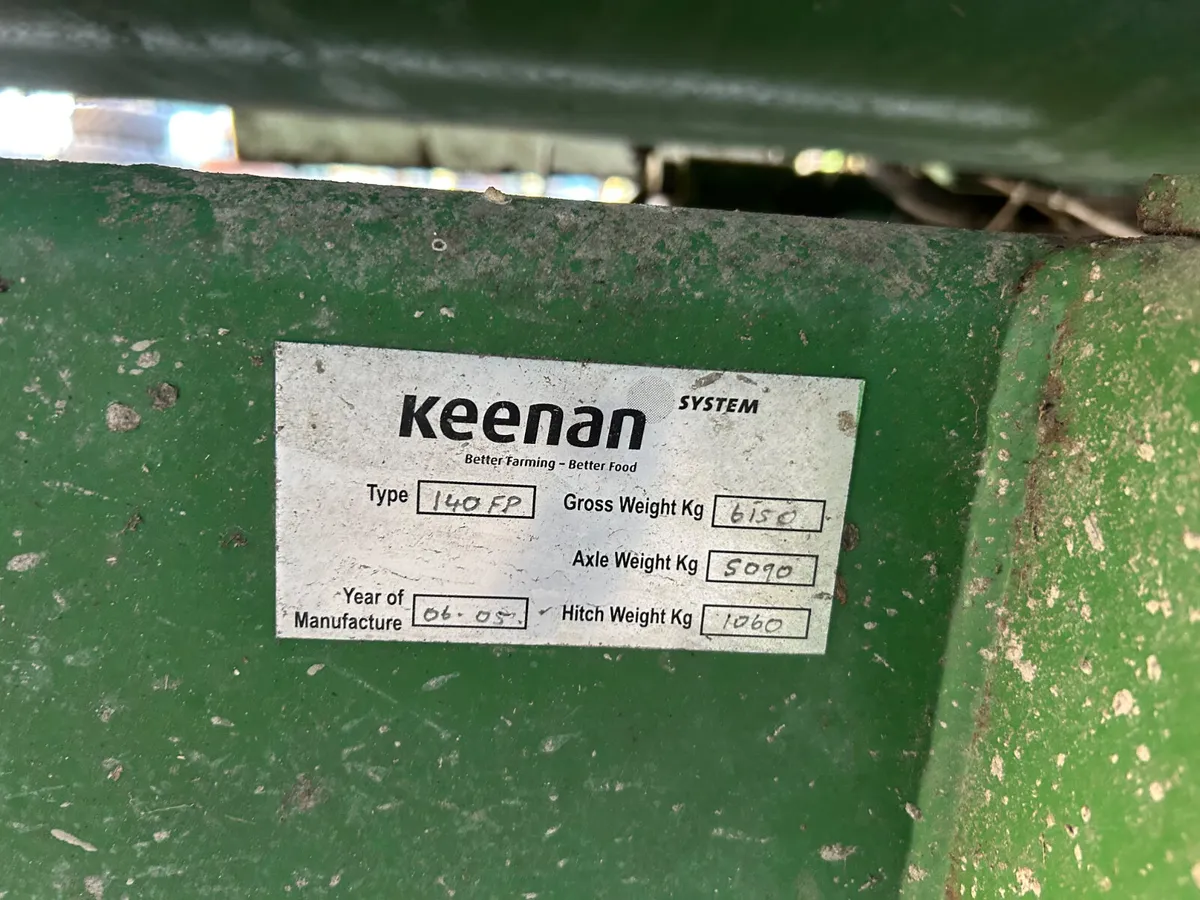 Keenan SYSTEM
Better Farming – Better Food
Type 140 FP Gross Weight Kg 6150
Axle Weight Kg 5090
Year of
Manufacture 06-05 Hitch Weight Kg 1060